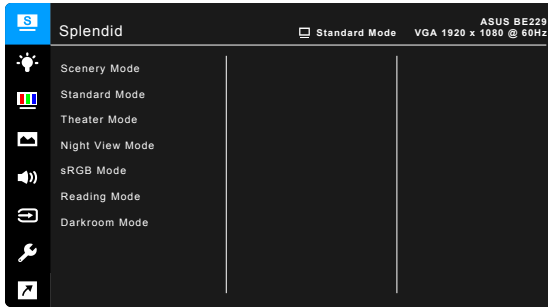 S
Splendid
Standard Mode
ASUS BE229
VGA 1920 x 1080 @ 60Hz
Scenery Mode
Standard Mode
Theater Mode
Night View Mode
sRGB Mode
Reading Mode
Darkroom Mode